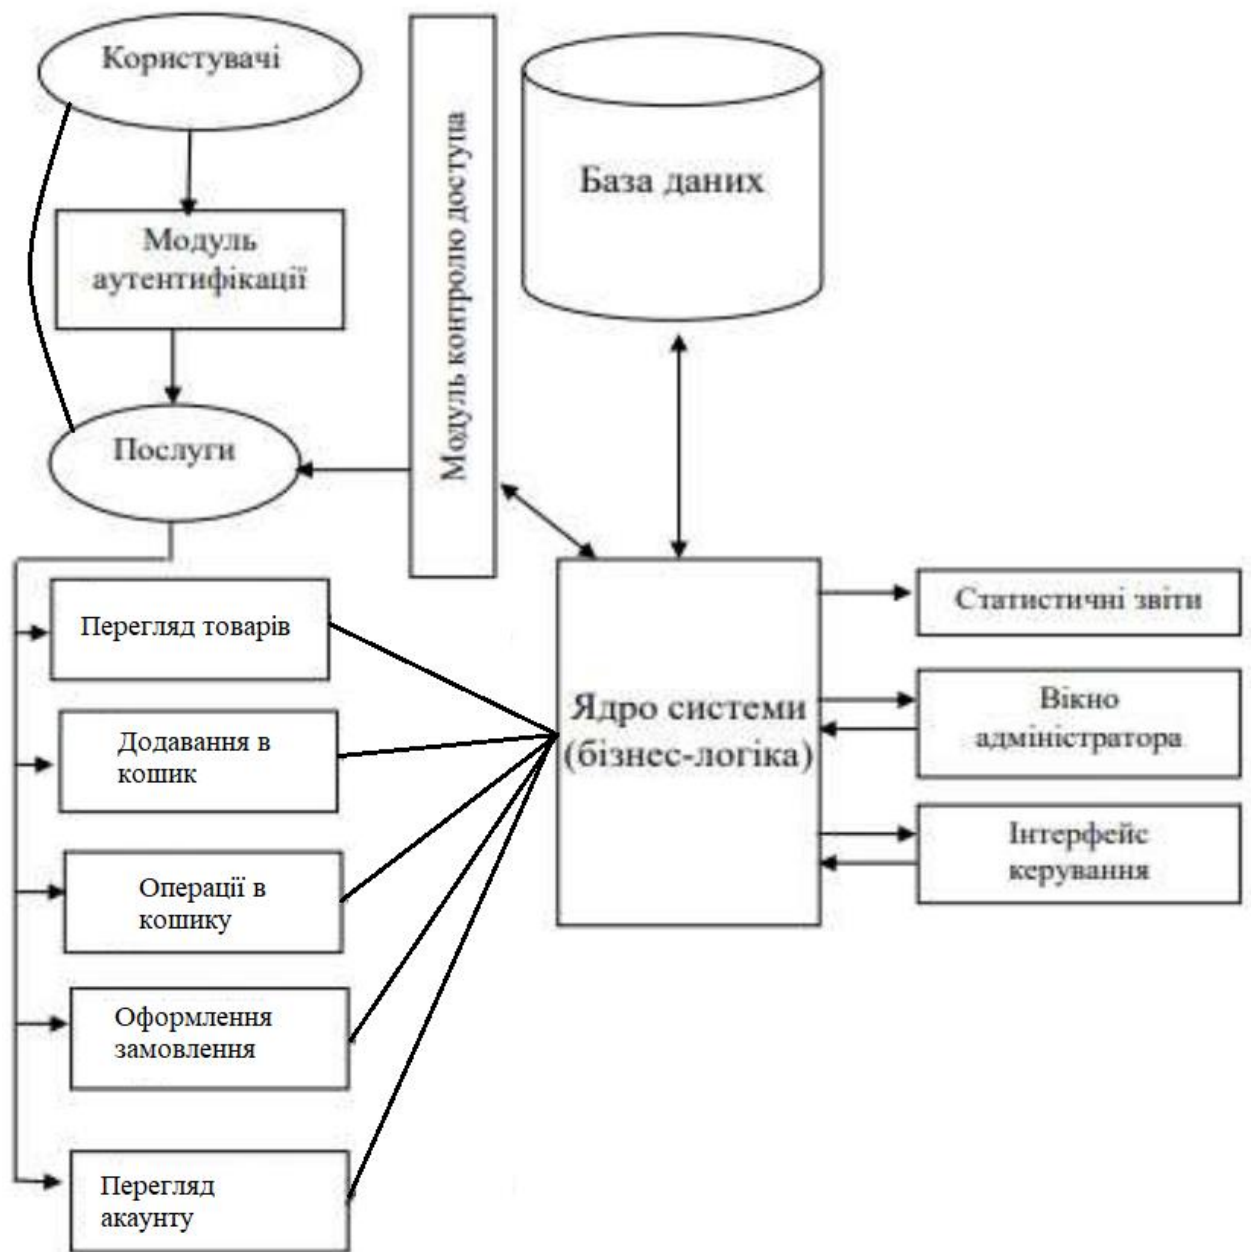 Користувачі
Модуль
аутентифікації
Послуги
Модуль контролю доступа
База даних
Перегляд товарів
Додавання в
кошик
Операції в
кошику
Оформлення
замовлення
Перегляд
акаунту
Ядро системи
(бізнес-логіка)
Статистичні звіти
Вікно
адміністратора
Інтерфейс
керування